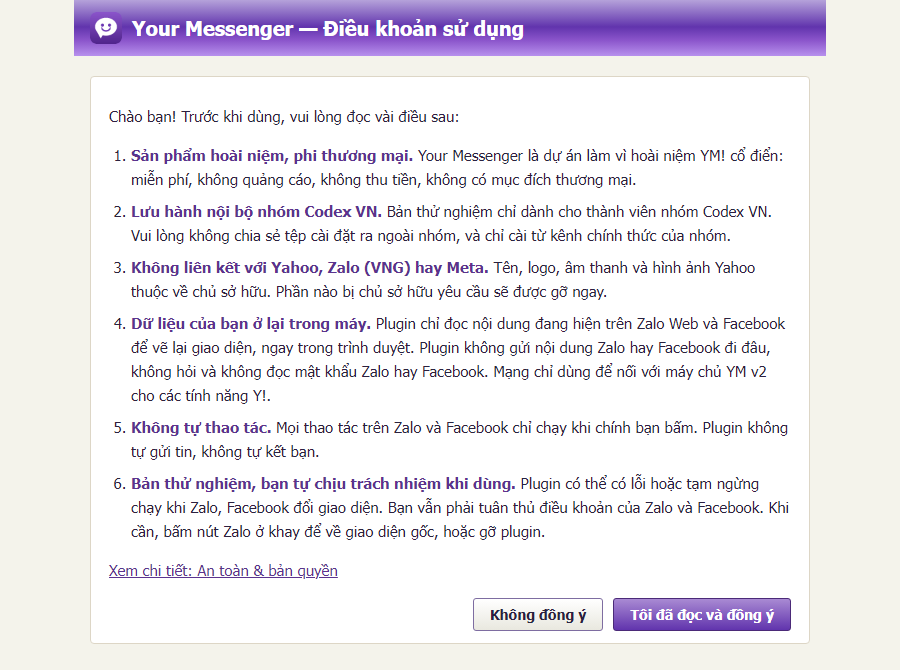 Your Messenger — Điều khoản sử dụng
Chào bạn! Trước khi dùng, vui lòng đọc vài điều sau:
1. Sản phẩm hoài niệm, phi thương mại. Your Messenger là dự án làm vì hoài niệm YM! cổ điển:
miễn phí, không quảng cáo, không thu tiền, không có mục đích thương mại.
2. Lưu hành nội bộ nhóm Codex VN. Bản thử nghiệm chỉ dành cho thành viên nhóm Codex VN.
Vui lòng không chia sẻ tệp cài đặt ra ngoài nhóm, và chỉ cài từ kênh chính thức của nhóm.
3. Không liên kết với Yahoo, Zalo (VNG) hay Meta. Tên, logo, âm thanh và hình ảnh Yahoo
thuộc về chủ sở hữu. Phần nào bị chủ sở hữu yêu cầu sẽ được gỡ ngay.
4. Dữ liệu của bạn ở lại trong máy. Plugin chỉ đọc nội dung đang hiện trên Zalo Web và Facebook
để vẽ lại giao diện, ngay trong trình duyệt. Plugin không gửi nội dung Zalo hay Facebook đi đâu,
không hỏi và không đọc mật khẩu Zalo hay Facebook. Mạng chỉ dùng để nối với máy chủ YM v2
cho các tính năng Y!.
5. Không tự thao tác. Mọi thao tác trên Zalo và Facebook chỉ chạy khi chính bạn bấm. Plugin không
tự gửi tin, không tự kết bạn.
6. Bản thử nghiệm, bạn tự chịu trách nhiệm khi dùng. Plugin có thể có lỗi hoặc tạm ngừng
chạy khi Zalo, Facebook đổi giao diện. Bạn vẫn phải tuân thủ điều khoản của Zalo và Facebook. Khi
cần, bấm nút Zalo ở khay để về giao diện gốc, hoặc gỡ plugin.
Xem chi tiết: An toàn & bản quyền
Không đồng ý
Tôi đã đọc và đồng ý